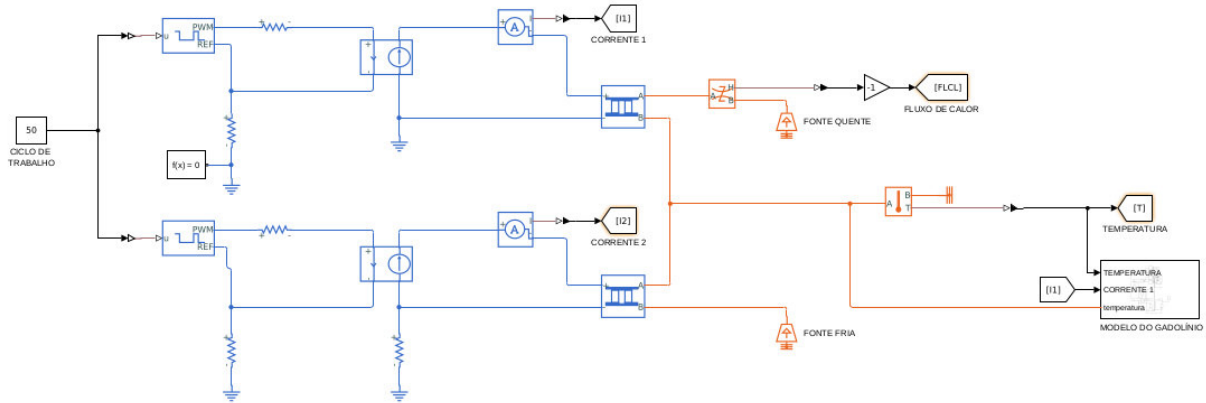 PWM
REF
u
A
I
[I1]
CORRENTE 1
50
CICLO DE
TRABALHO
f(x) = 0
A
B
A
H
B
FONTE QUENTE
-1
[FLCL]
FLUXO DE CALOR
A
B
T
[T]
TEMPERATURA
PWM
REF
u
A
I
[I2]
CORRENTE 2
A
B
FONTE FRIA
[I1]
TEMPERATURA
CORRENTE 1
temperatura
MODELO DO GADOLÍNIO